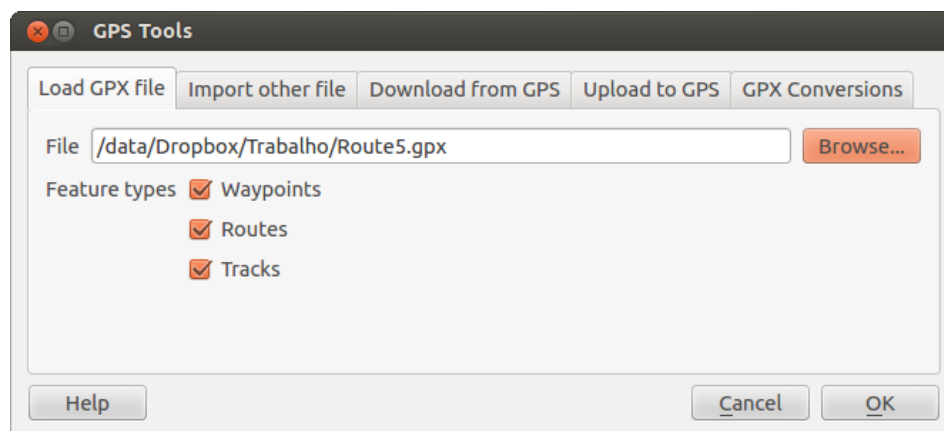 GPS Tools
Load GPX file Import other file Download from GPS Upload to GPS GPX Conversions
File /data/Dropbox/Trabalho/Route5.gpx Browse...
Feature types Waypoints
Routes
Tracks
Help Cancel OK